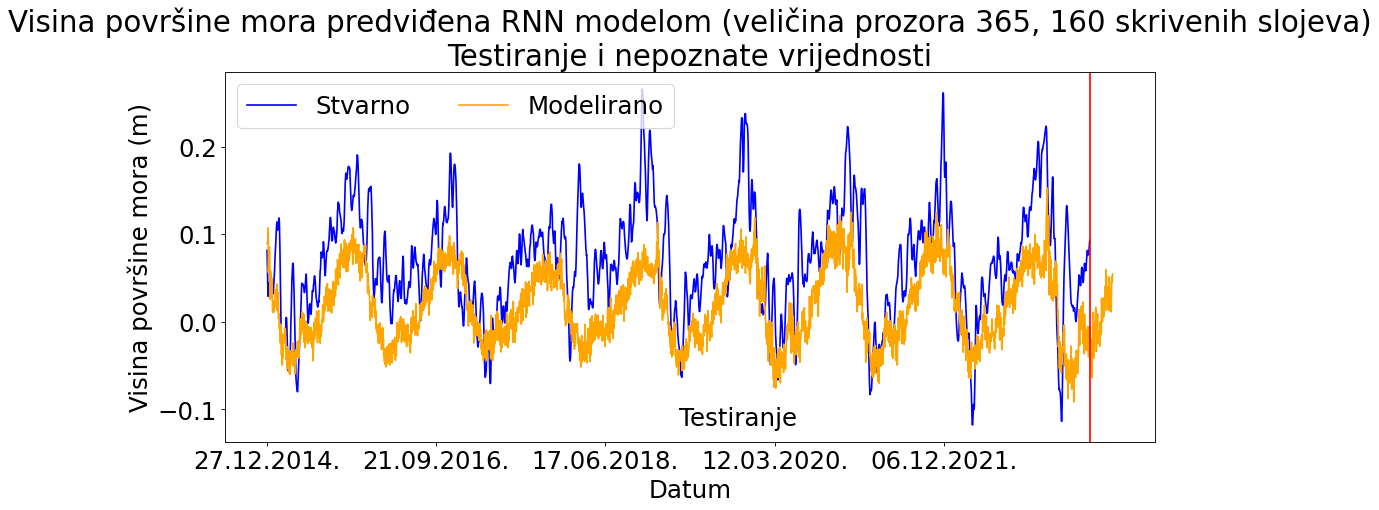 Visina površine mora predviđena RNN modelom (veličina prozora 365, 160 skrivenih slojeva)
Testiranje i nepoznate vrijednosti
Stvarno Modelirano
Visina površine mora (m)
0.2
0.1
0.0
−0.1
Testiranje
27.12.2014. 21.09.2016. 17.06.2018. 12.03.2020. 06.12.2021.
Datum